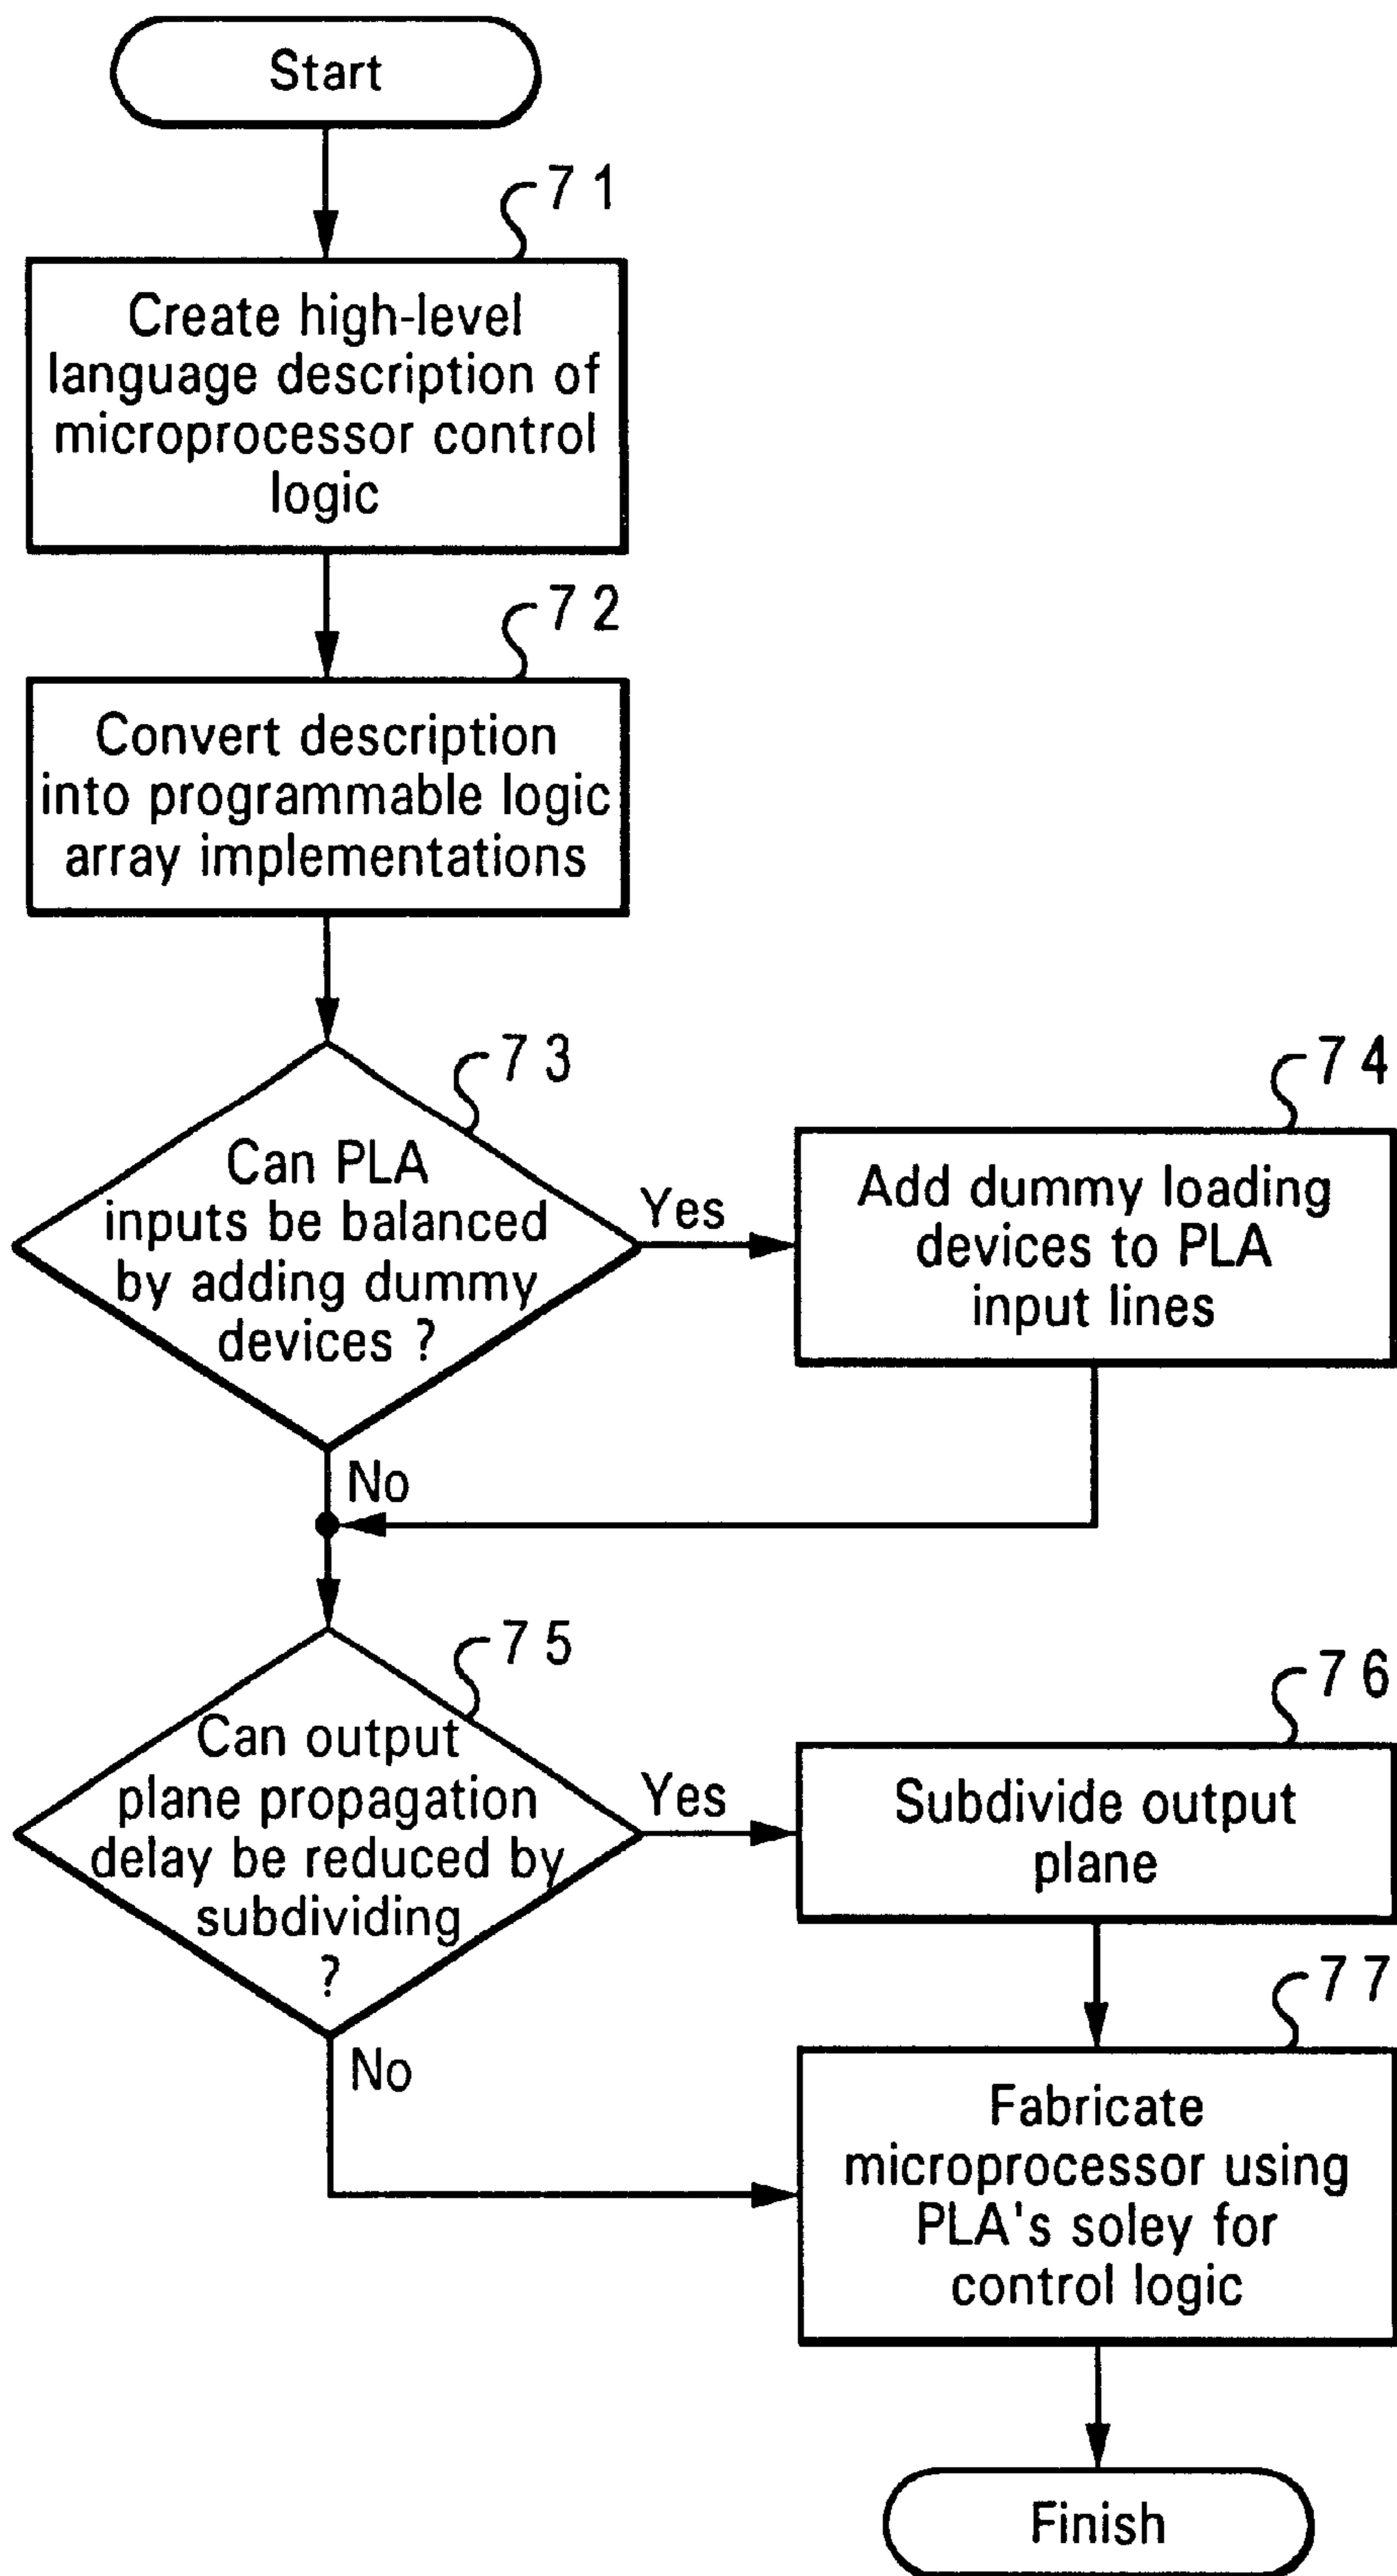 Start
71
Create high-level
language description of
microprocessor control
logic
72
Convert description
into programmable logic
array implementations
73
Can PLA
inputs be balanced
by adding dummy
devices ?
Yes
74
Add dummy loading
devices to PLA
input lines
No
75
Can output
plane propagation
delay be reduced by
subdividing
?
Yes
76
Subdivide output
plane
No
77
Fabricate
microprocessor using
PLA's soley for
control logic
Finish